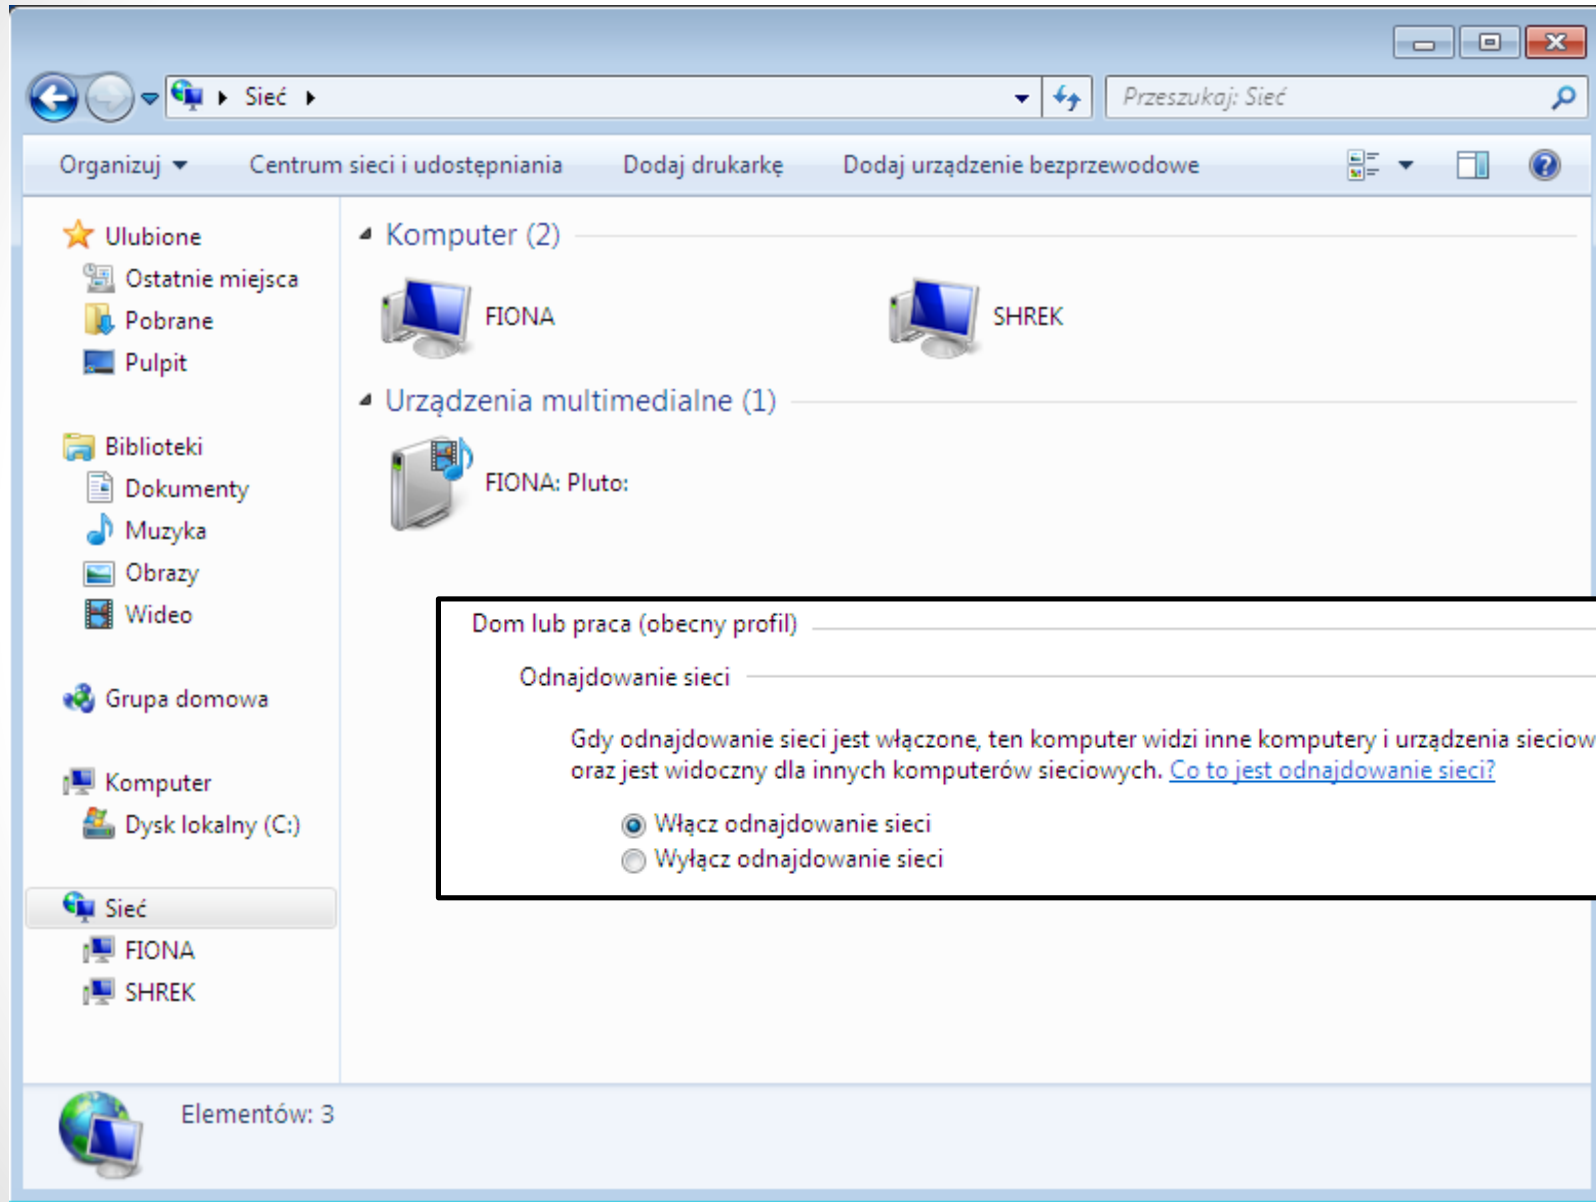 Sieć
Przeszukaj: Sieć
Organizuj
Centrum sieci i udostępniania
Dodaj drukarkę
Dodaj urządzenie bezprzewodowe
Ulubione
Ostatnie miejsca
Pobrane
Pulpit
Biblioteki
Dokumenty
Muzyka
Obrazy
Wideo
Grupa domowa
Komputer
Dysk lokalny (C:)
Sieć
FIONA
SHREK
Komputer (2)
FIONA
SHREK
Urządzenia multimedialne (1)
FIONA: Pluto:
Dom lub praca (obecny profil)
Odnajdowanie sieci
Gdy odnajdowanie sieci jest włączone, ten komputer widzi inne komputery i urządzenia sieciow
oraz jest widoczny dla innych komputerów sieciowych. Co to jest odnajdowanie sieci?
Włącz odnajdowanie sieci
Wyłącz odnajdowanie sieci
Elementów: 3